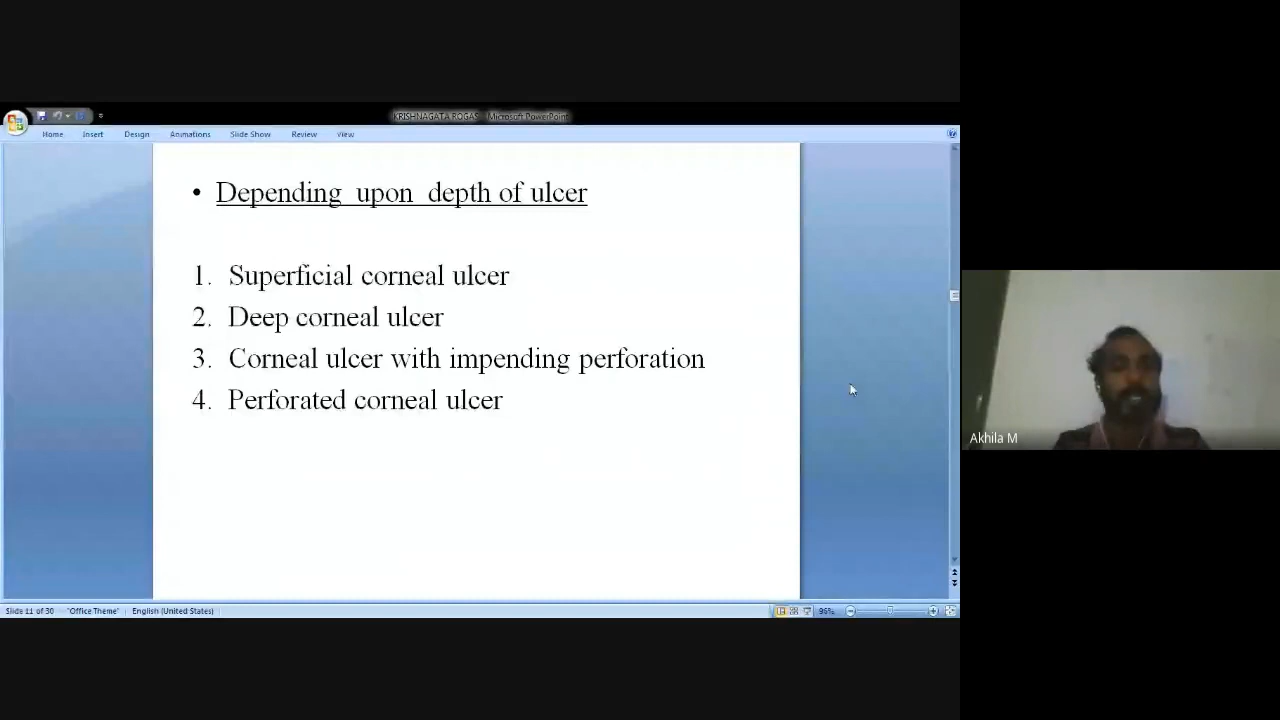 KRISHNAGATA ROGAS - Microsoft PowerPoint
Home Insert Design Animations Slide Show Review View
• Depending upon depth of ulcer
1. Superficial corneal ulcer
2. Deep corneal ulcer
3. Corneal ulcer with impending perforation
4. Perforated corneal ulcer
Akhila M
Slide 11 of 30 "Office Theme" English (United States) 96%